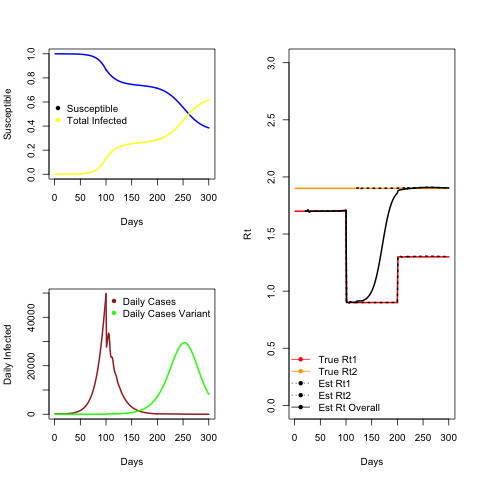 Susceptible
0.0 0.2 0.4 0.6 0.8 1.0
Susceptible
Total Infected
0 50 100 150 200 250 300
Days
Daily Infected
0 20000 40000
Daily Cases
Daily Cases Variant
0 50 100 150 200 250 300
Days
Rt
0.0 0.5 1.0 1.5 2.0 2.5 3.0
True Rt1
True Rt2
Est Rt1
Est Rt2
Est Rt Overall
0 50 100 150 200 250 300
Days